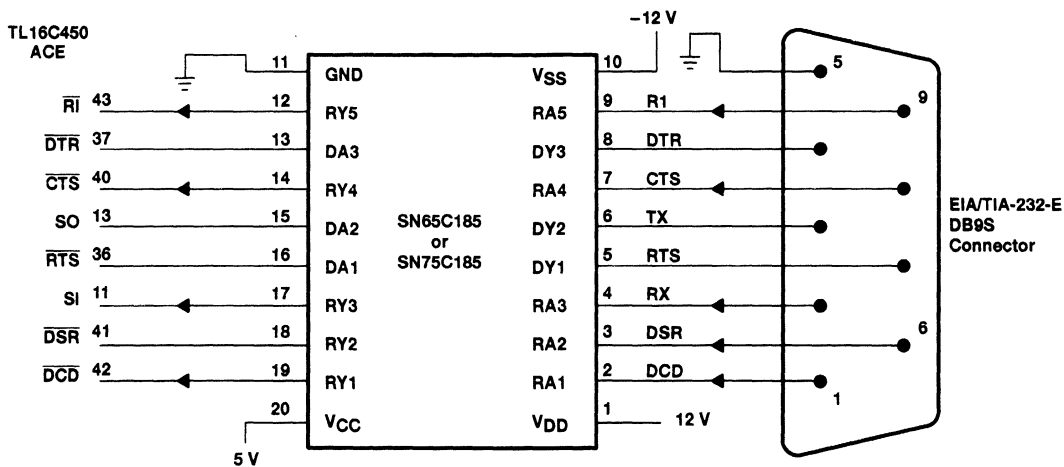 TL16C450
ACE
−12 V
11 GND VSS 10 5
RI 43 12 RY5 RA5 9 R1 9
DTR 37 13 DA3 DY3 8 DTR
CTS 40 14 RY4 RA4 7 CTS
SO 13 15 DA2 DY2 6 TX
RTS 36 16 DA1 DY1 5 RTS
SI 11 17 RY3 RA3 4 RX
DSR 41 18 RY2 RA2 3 DSR 6
DCD 42 19 RY1 RA1 2 DCD 1
20 VCC VDD 1 12 V
5 V
SN65C185
or
SN75C185
EIA/TIA-232-E
DB9S
Connector